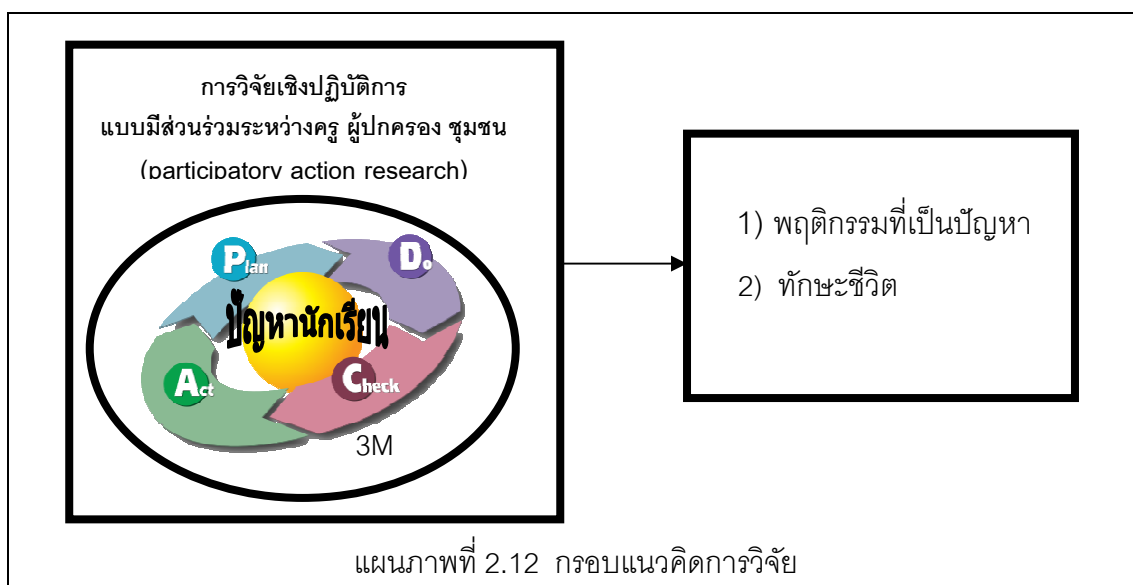 การวิจัยเชิงปฏิบัติการ
แบบมีส่วนร่วมระหว่างครู ผู้ปกครอง ชุมชน
(participatory action research)
Plan
Do
ปัญหานักเรียน
Act
Check
3M
1) พฤติกรรมที่เป็นปัญหา
2) ทักษะชีวิต
แผนภาพที่ 2.12 กรอบแนวคิดการวิจัย